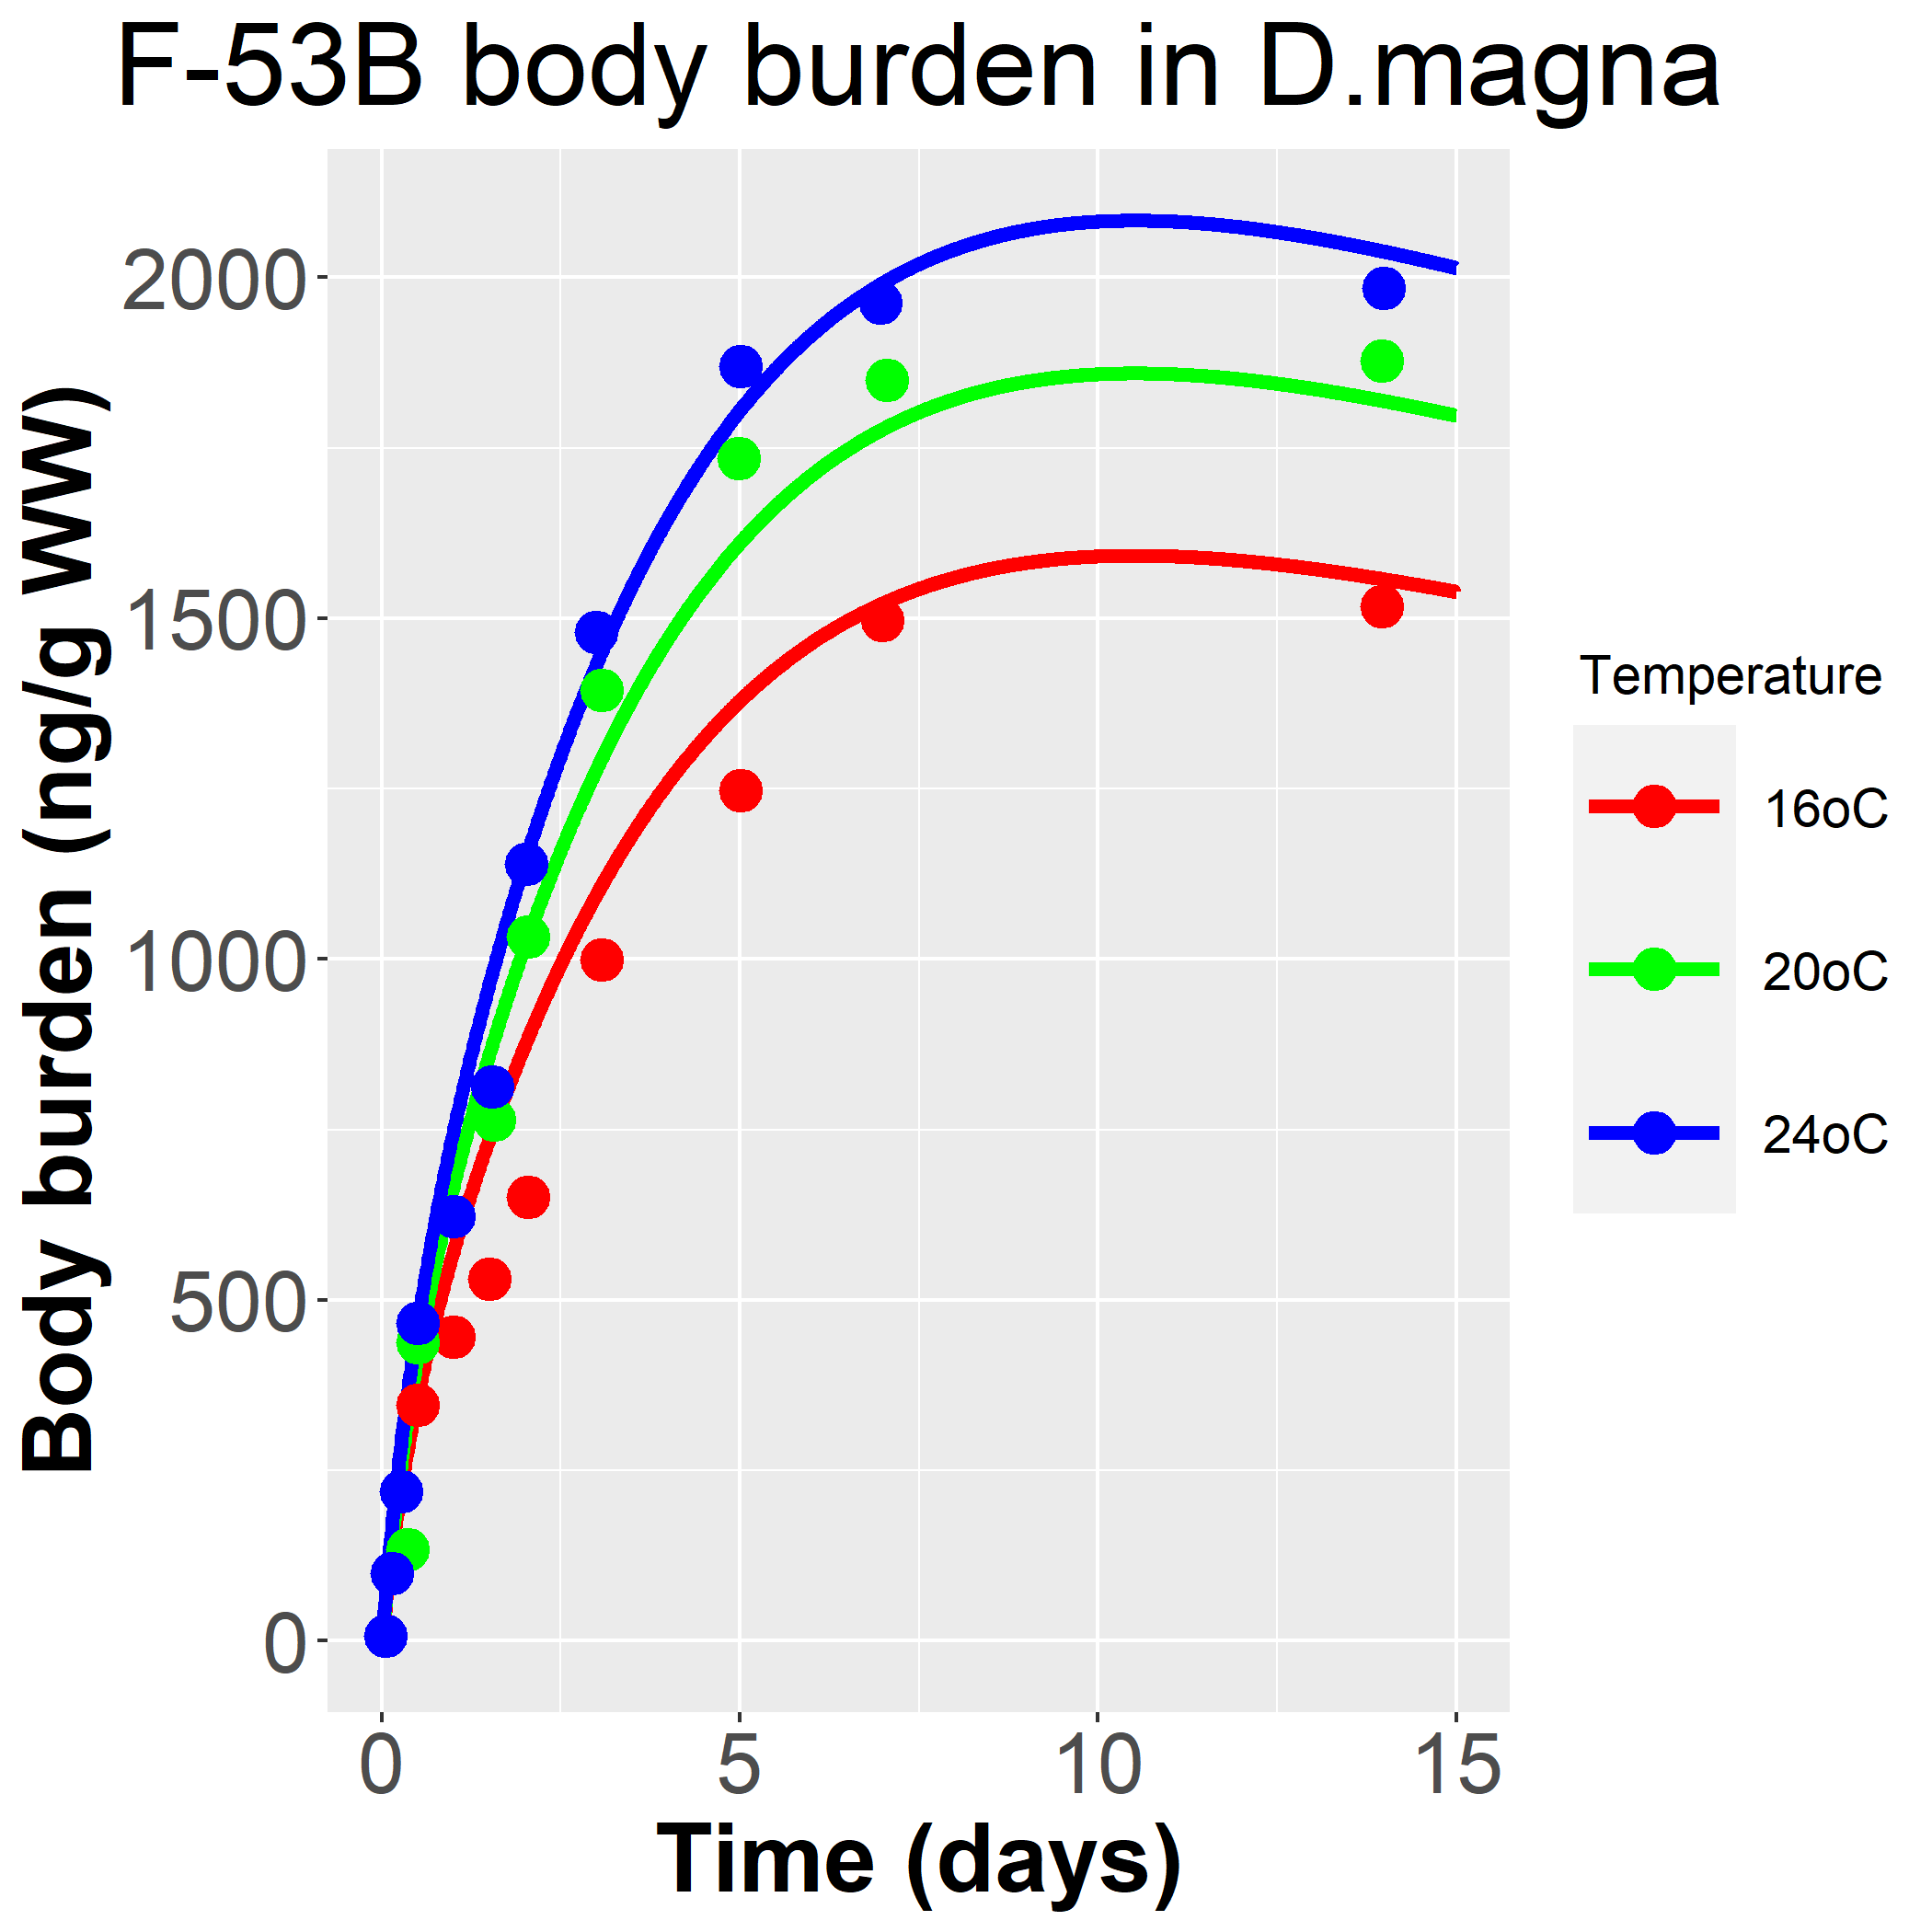 F-53B body burden in D.magna
Body burden (ng/g WW)
2000
1500
1000
500
0
0 5 10 15
Time (days)
Temperature
16oC
20oC
24oC